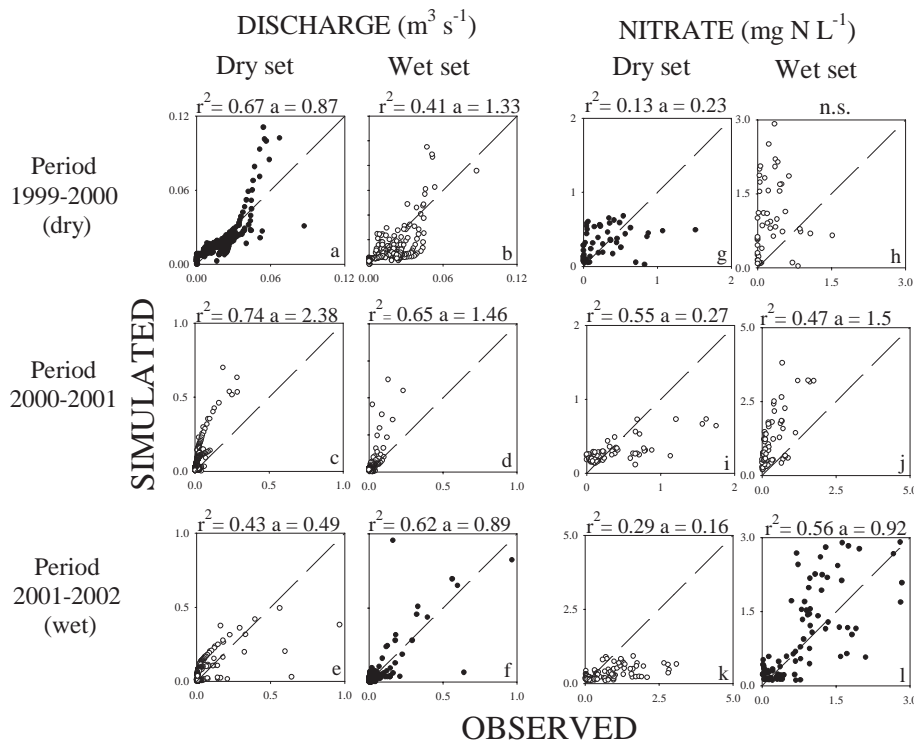 DISCHARGE (m³ s⁻¹)
NITRATE (mg N L⁻¹)
Dry set
Wet set
Dry set
Wet set
Period
1999-2000
(dry)
r² = 0.67 a = 0.87
0.12
0.06
0.00
0.00 0.06 0.12
a
r² = 0.41 a = 1.33
0.00 0.06 0.12
b
r² = 0.13 a = 0.23
2
1
0
0 1 2
g
n.s.
3.0
1.5
0.0
0.0 1.5 3.0
h
SIMULATED
Period
2000-2001
r² = 0.74 a = 2.38
1.0
0.5
0.0
0.0 0.5 1.0
c
r² = 0.65 a = 1.46
0.0 0.5 1.0
d
r² = 0.55 a = 0.27
2
1
0
0 1 2
i
r² = 0.47 a = 1.5
5.0
2.5
0.0
0.0 2.5 5.0
j
Period
2001-2002
(wet)
r² = 0.43 a = 0.49
1.0
0.5
0.0
0.0 0.5 1.0
e
r² = 0.62 a = 0.89
0.0 0.5 1.0
f
r² = 0.29 a = 0.16
5.0
2.5
0.0
0.0 2.5 5.0
k
r² = 0.56 a = 0.92
3.0
1.5
0.0
0.0 1.5 3.0
l
OBSERVED